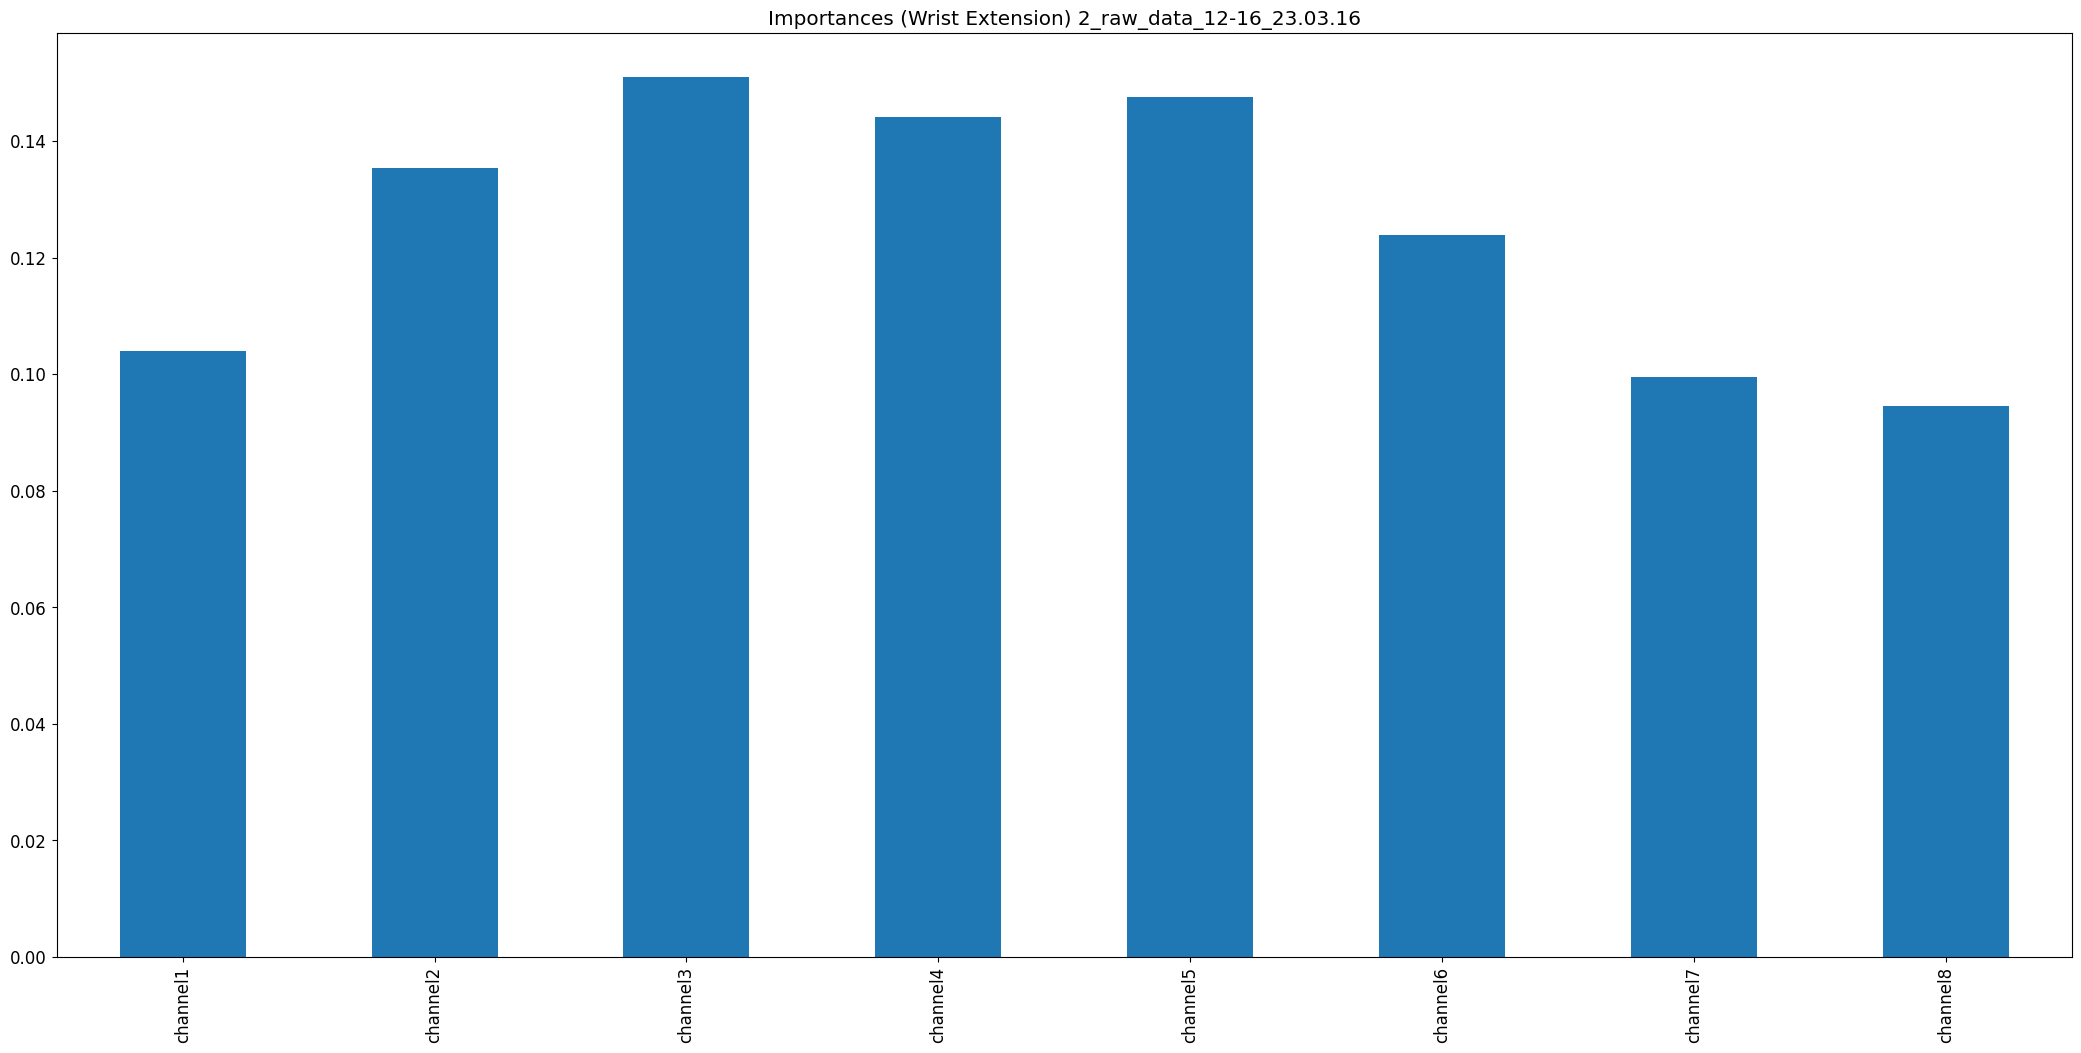 Importances (Wrist Extension) 2_raw_data_12-16_23.03.16
0.14
0.12
0.10
0.08
0.06
0.04
0.02
0.00
channel1
channel2
channel3
channel4
channel5
channel6
channel7
channel8